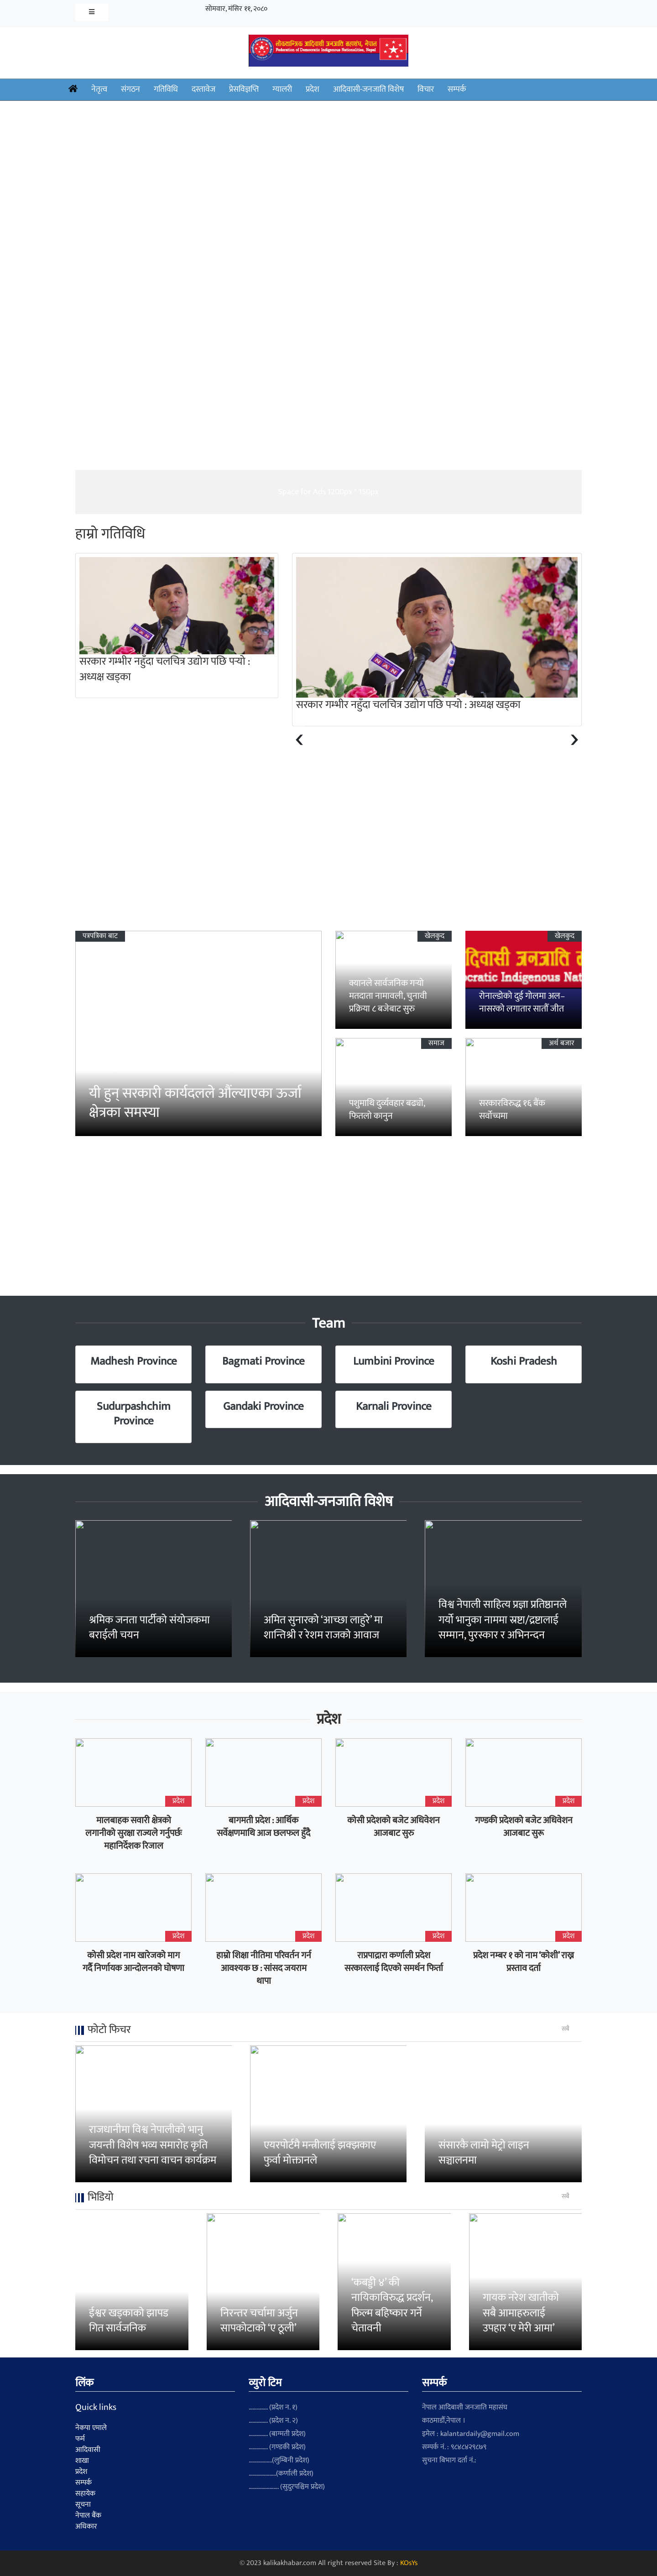 सोमवार, मंसिर ११, २०८०
लोकतान्त्रिक आदिवासी जनजाति महासंघ, नेपाल
Federation of Democratic Indigenous Nationalities, Nepal
नेतृत्व संगठन गतिविधि दस्तावेज प्रेसविज्ञप्ति ग्यालरी प्रदेश आदिवासी-जनजाति विशेष विचार सम्पर्क
हाम्रो गतिविधि
सरकार गम्भीर नहुँदा चलचित्र उद्योग पछि पर्‍यो :
अध्यक्ष खड्का
सरकार गम्भीर नहुँदा चलचित्र उद्योग पछि पर्‍यो : अध्यक्ष खड्का
पत्रपत्रिका बाट
यी हुन् सरकारी कार्यदलले औंल्याएका ऊर्जा
क्षेत्रका समस्या
खेलकुद
क्यानले सार्वजनिक गर्‍यो
मतदाता नामावली, चुनावी
प्रक्रिया ८ बजेबाट सुरु
खेलकुद
रोनाल्डोको दुई गोलमा अल–
नासरको लगातार सातौँ जीत
समाज
पशुमाथि दुर्व्यवहार बढ्यो,
फितलो कानुन
अर्थ बजार
सरकारविरुद्ध १६ बैंक
सर्वोच्चमा
Team
Madhesh Province
Bagmati Province
Lumbini Province
Koshi Pradesh
Sudurpashchim
Province
Gandaki Province
Karnali Province
आदिवासी-जनजाति विशेष
श्रमिक जनता पार्टीको संयोजकमा
बराईली चयन
अमित सुनारको ‘आच्छा लाहुरे’ मा
शान्तिश्री र रेशम राजको आवाज
विश्व नेपाली साहित्य प्रज्ञा प्रतिष्ठानले
गर्यो भानुका नाममा स्रष्टा/द्रष्टालाई
सम्मान, पुरस्कार र अभिनन्दन
प्रदेश
प्रदेश
मालबाहक सवारी क्षेत्रको
लगानीको सुरक्षा राज्यले गर्नुपर्छः
महानिर्देशक रिजाल
प्रदेश
बागमती प्रदेश : आर्थिक
सर्वेक्षणमाथि आज छलफल हुँदै
प्रदेश
कोसी प्रदेशको बजेट अधिवेशन
आजबाट सुरु
प्रदेश
गण्डकी प्रदेशको बजेट अधिवेशन
आजबाट सुरू
प्रदेश
कोसी प्रदेश नाम खारेजको माग
गर्दै निर्णायक आन्दोलनको घोषणा
प्रदेश
हाम्रो शिक्षा नीतिमा परिवर्तन गर्न
आवश्यक छ : सांसद जयराम
थापा
प्रदेश
राप्रपाद्वारा कर्णाली प्रदेश
सरकारलाई दिएको समर्थन फिर्ता
प्रदेश
प्रदेश नम्बर १ को नाम ‘कोशी’ राख्न
प्रस्ताव दर्ता
फोटो फिचर
सबै
राजधानीमा विश्व नेपालीको भानु
जयन्ती विशेष भव्य समारोह कृति
विमोचन तथा रचना वाचन कार्यक्रम
एयरपोर्टमै मन्त्रीलाई झक्झकाए
फुर्वा मोक्तानले
संसारकै लामो मेट्रो लाइन
सञ्चालनमा
भिडियो
सबै
ईश्वर खड्काको झापड
गित सार्वजनिक
निरन्तर चर्चामा अर्जुन
सापकोटाको ‘ए ठूली’
‘कबड्डी ४’ की
नायिकाविरुद्ध प्रदर्शन,
फिल्म बहिष्कार गर्ने
चेतावनी
गायक नरेश खातीको
सबै आमाहरुलाई
उपहार ‘ए मेरी आमा’
लिंक
Quick links
नेकपा एमाले
फर्म
आदिवासी
शाखा
प्रदेश
सम्पर्क
सहायेक
सूचना
नेपाल बैंक
अधिकार
व्युरो टिम
............... (प्रदेश न. १)
............... (प्रदेश न. २)
............... (बाग्मती प्रदेश)
............... (गण्डकी प्रदेश)
..................(लुम्बिनी प्रदेश)
.....................(कर्णाली प्रदेश)
....................... (सुदूरपश्चिम प्रदेश)
सम्पर्क
नेपाल आदिबासी जनजाति महासंघ
काठमाडौँ,नेपाल ।
इमेल : kalantardaily@gmail.com
सम्पर्क नं. : ९८४८४२९८७९
सुचना बिभाग दर्ता नं.:
© 2023 kalikakhabar.com All right reserved Site By : KOsYs